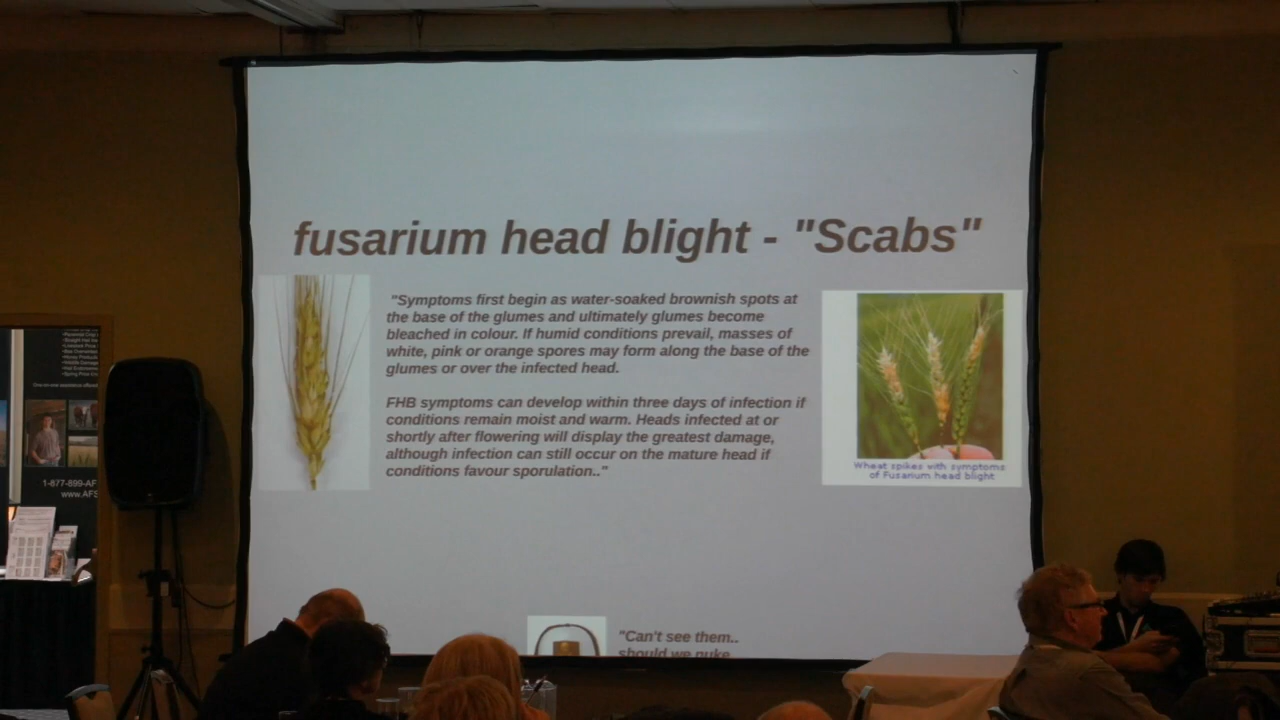 fusarium head blight - "Scabs"
"Symptoms first begin as water-soaked brownish spots at
the base of the glumes and ultimately glumes become
bleached in colour. If humid conditions prevail, masses of
white, pink or orange spores may form along the base of the
glumes or over the infected head.
FHB symptoms can develop within three days of infection if
conditions remain moist and warm. Heads infected at or
shortly after flowering will display the greatest damage,
although infection can still occur on the mature head if
conditions favour sporulation.."
Wheat spikes with symptoms
of Fusarium head blight
"Can't see them..
should we nuke
1-877-899-AF
www.AFS